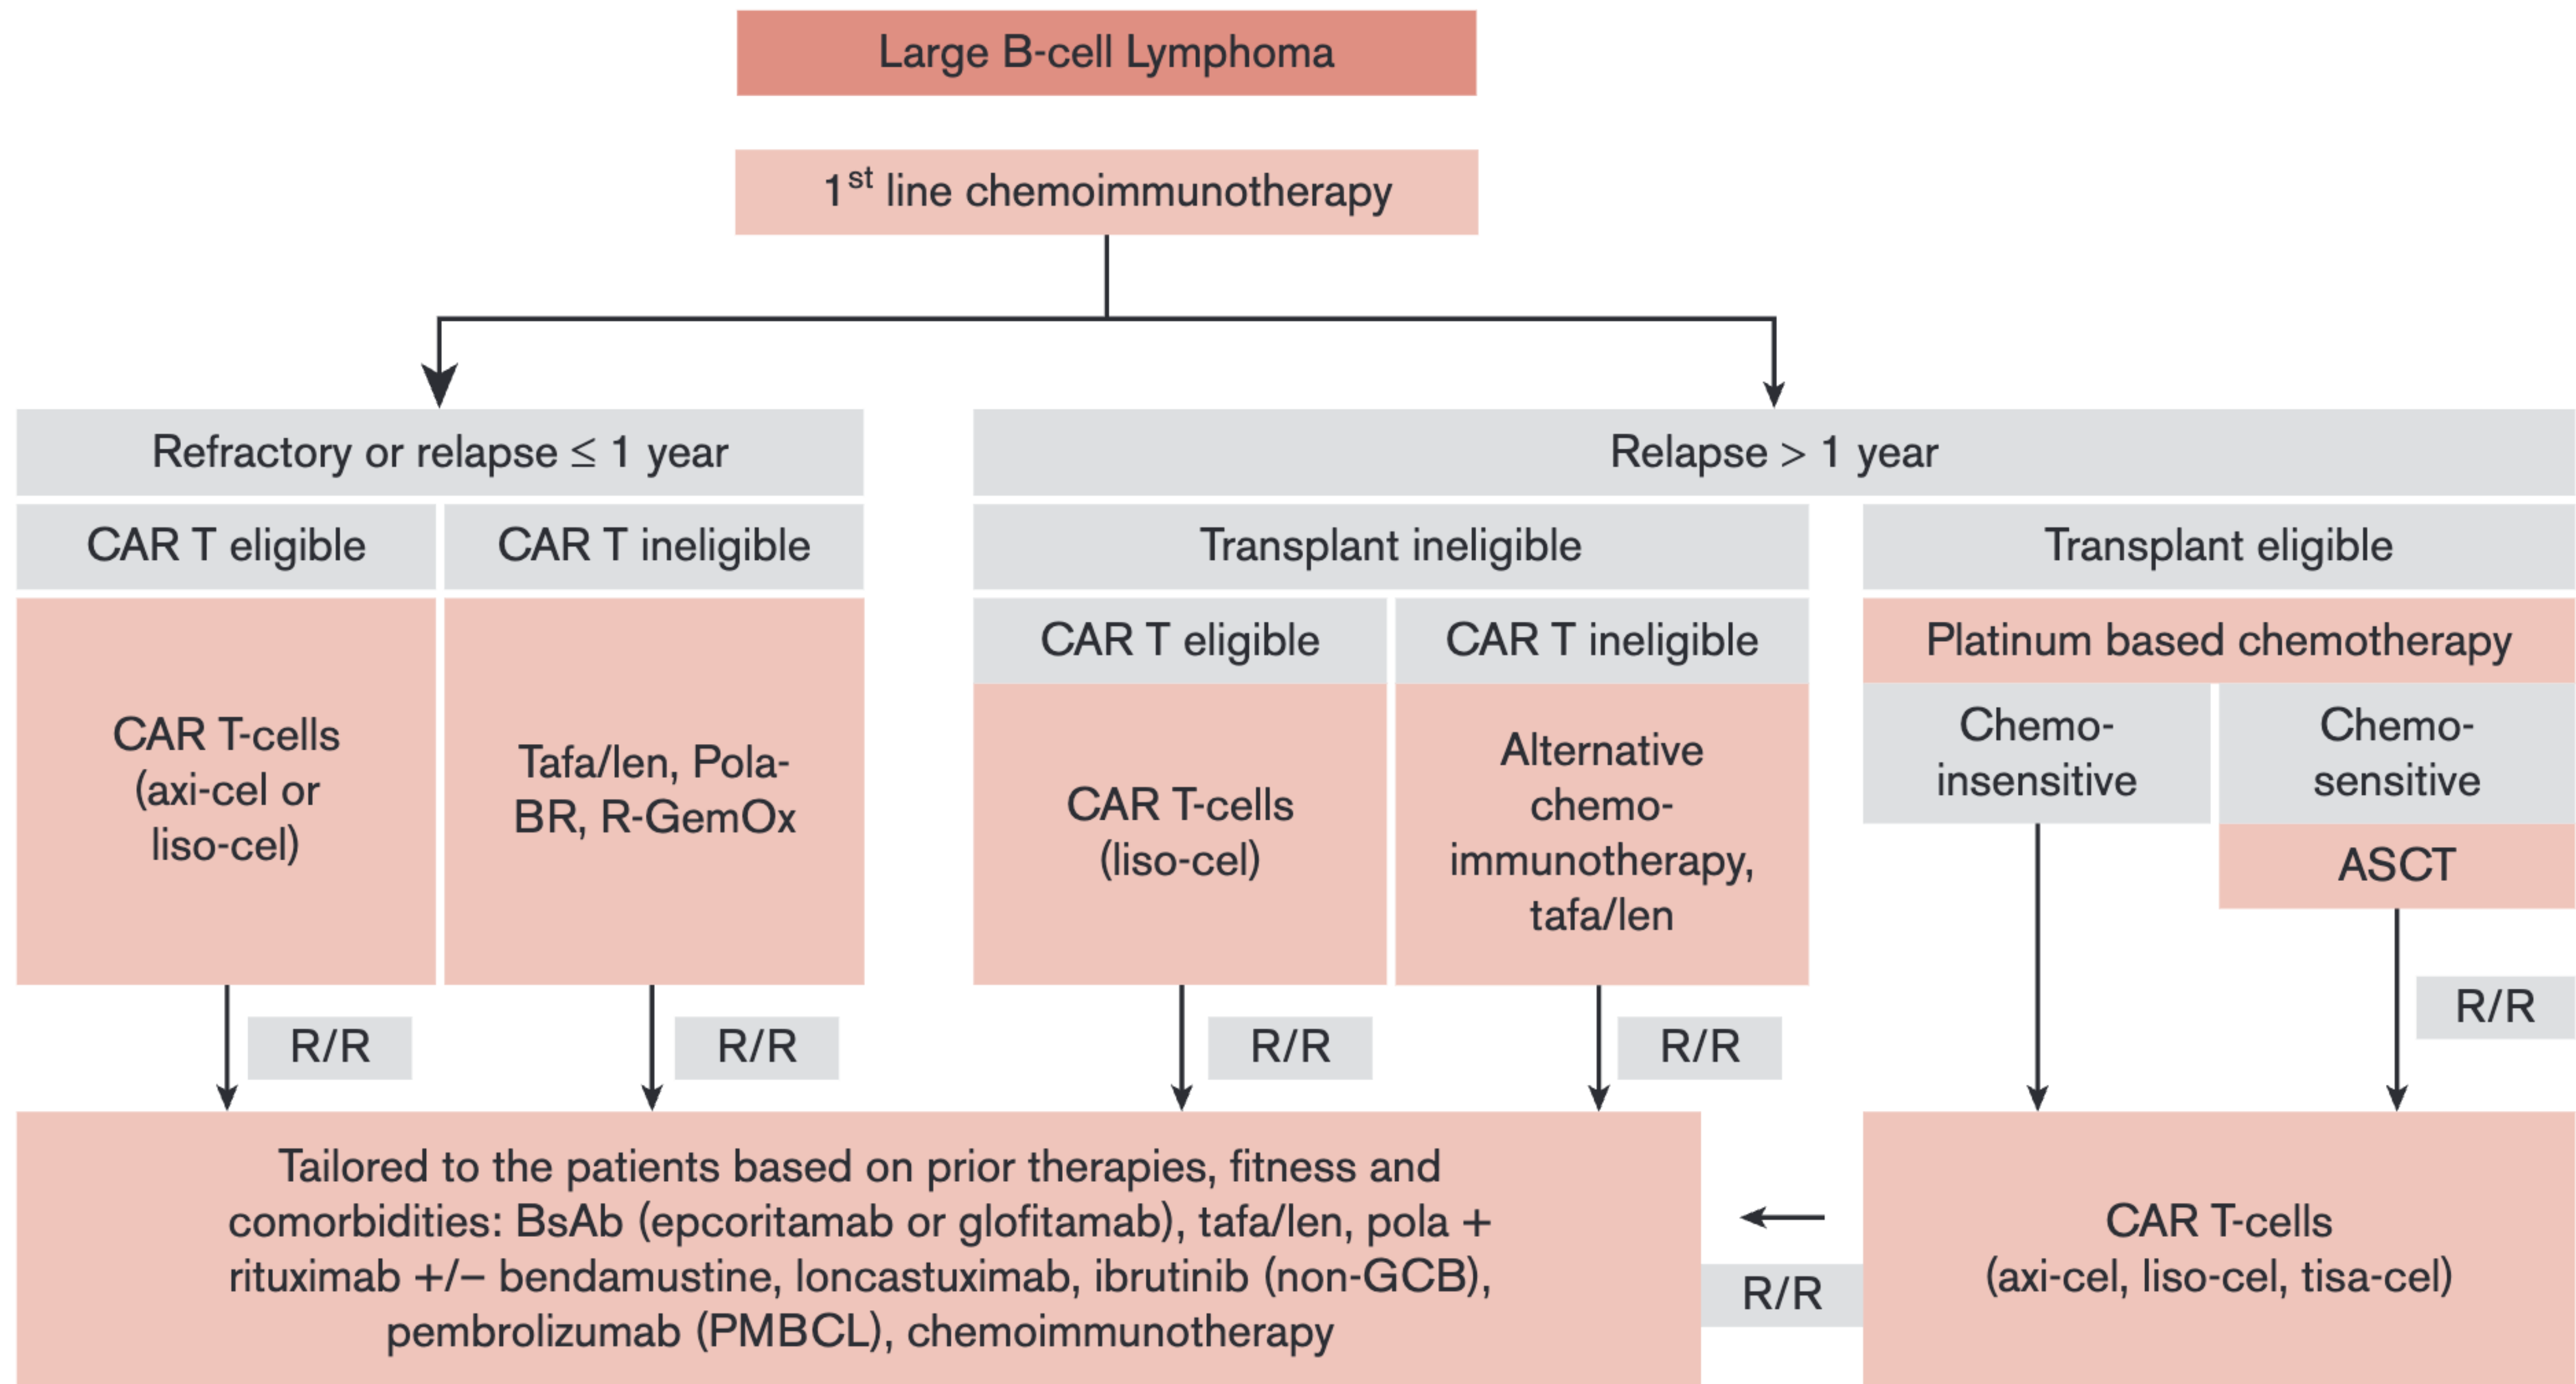 Large B-cell Lymphoma
1st line chemoimmunotherapy
Refractory or relapse ≤ 1 year
Relapse > 1 year
CAR T eligible
CAR T ineligible
Transplant ineligible
Transplant eligible
CAR T-cells
(axi-cel or
liso-cel)
Tafa/len, Pola-
BR, R-GemOx
CAR T eligible
CAR T ineligible
CAR T-cells
(liso-cel)
Alternative
chemo-
immunotherapy,
tafa/len
Platinum based chemotherapy
Chemo-
insensitive
Chemo-
sensitive
ASCT
R/R
R/R
R/R
R/R
R/R
Tailored to the patients based on prior therapies, fitness and
comorbidities: BsAb (epcoritamab or glofitamab), tafa/len, pola +
rituximab +/− bendamustine, loncastuximab, ibrutinib (non-GCB),
pembrolizumab (PMBCL), chemoimmunotherapy
R/R
CAR T-cells
(axi-cel, liso-cel, tisa-cel)